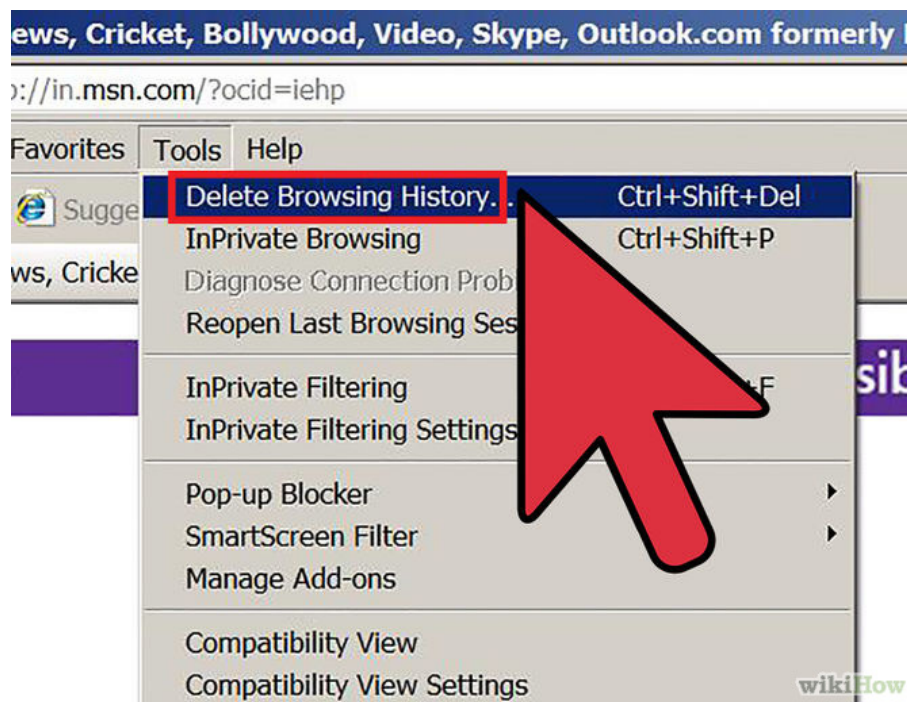 ews, Cricket, Bollywood, Video, Skype, Outlook.com formerly
://in.msn.com/?ocid=iehp
Favorites Tools Help
Sugge
Delete Browsing History... Ctrl+Shift+Del
InPrivate Browsing Ctrl+Shift+P
ws, Cricke
Diagnose Connection Prob
Reopen Last Browsing Ses
sib
InPrivate Filtering +F
InPrivate Filtering Settings
Pop-up Blocker
SmartScreen Filter
Manage Add-ons
Compatibility View
Compatibility View Settings
wikiHow